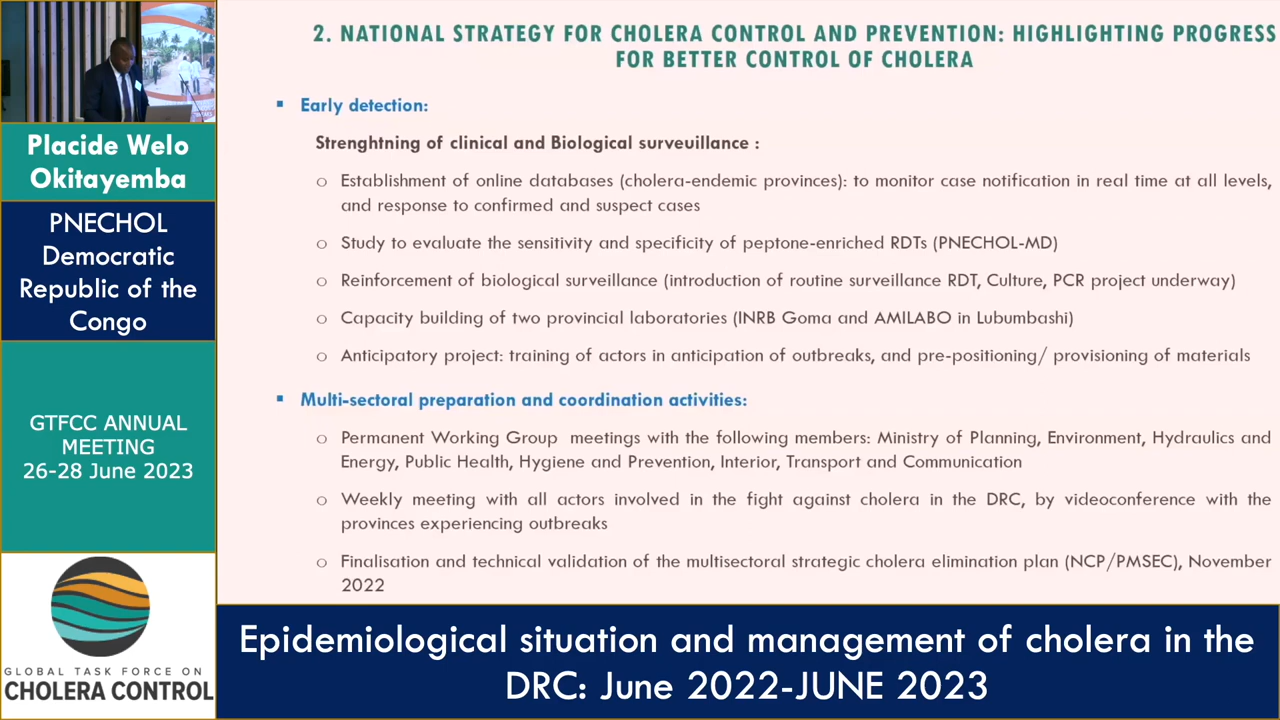 2. NATIONAL STRATEGY FOR CHOLERA CONTROL AND PREVENTION: HIGHLIGHTING PROGRESS
FOR BETTER CONTROL OF CHOLERA
Early detection:
Strenghtning of clinical and Biological surveuillance :
Establishment of online databases (cholera-endemic provinces): to monitor case notification in real time at all levels,
and response to confirmed and suspect cases
Study to evaluate the sensitivity and specificity of peptone-enriched RDTs (PNECHOL-MD)
Reinforcement of biological surveillance (introduction of routine surveillance RDT, Culture, PCR project underway)
Capacity building of two provincial laboratories (INRB Goma and AMILABO in Lubumbashi)
Anticipatory project: training of actors in anticipation of outbreaks, and pre-positioning/ provisioning of materials
Multi-sectoral preparation and coordination activities:
Permanent Working Group meetings with the following members: Ministry of Planning, Environment, Hydraulics and
Energy, Public Health, Hygiene and Prevention, Interior, Transport and Communication
Weekly meeting with all actors involved in the fight against cholera in the DRC, by videoconference with the
provinces experiencing outbreaks
Finalisation and technical validation of the multisectoral strategic cholera elimination plan (NCP/PMSEC), November
2022
Placide Welo
Okitayemba
PNECHOL
Democratic
Republic of the
Congo
GTFCC ANNUAL
MEETING
26-28 June 2023
GLOBAL TASK FORCE ON
CHOLERA CONTROL
Epidemiological situation and management of cholera in the
DRC: June 2022-JUNE 2023